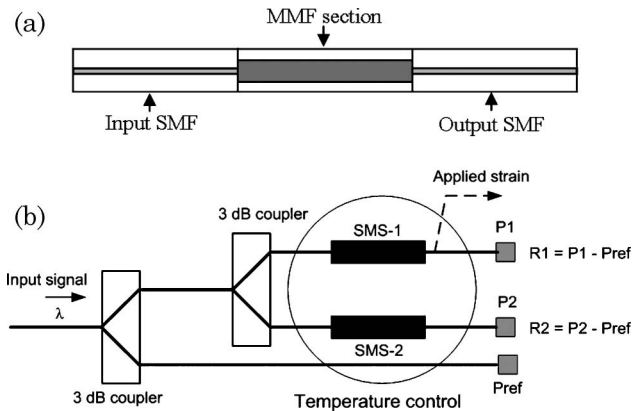 (a)
MMF section
Input SMF
Output SMF
(b)
Applied strain
3 dB coupler
SMS-1
P1
R1 = P1 - Pref
Input signal
λ
P2
R2 = P2 - Pref
SMS-2
3 dB coupler
Temperature control
Pref